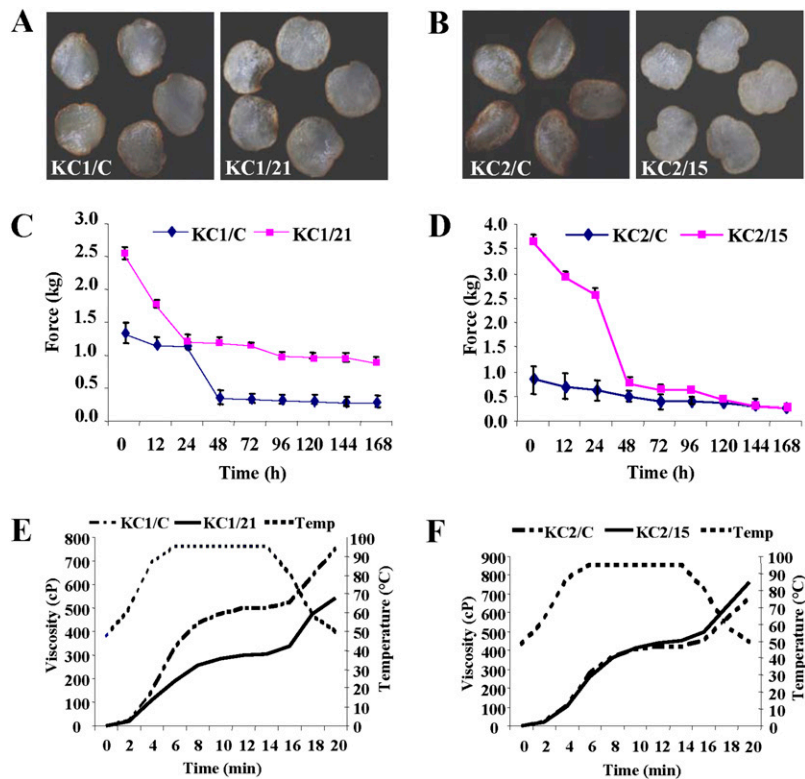 A
B
KC1/C
KC1/21
KC2/C
KC2/15
C
KC1/C
KC1/21
Force (kg)
3.0
2.5
2.0
1.5
1.0
0.5
0.0
0 12 24 48 72 96 120 144 168
Time (h)
D
KC2/C
KC2/15
Force (kg)
4.0
3.5
3.0
2.5
2.0
1.5
1.0
0.5
0.0
0 12 24 48 72 96 120 144 168
Time (h)
E
KC1/C
KC1/21
Temp
Viscosity (cP)
800
700
600
500
400
300
200
100
0
100
90
80
70
60
50
40
30
20
10
0
Temperature (°C)
0 2 4 6 8 10 12 14 16 18 20
Time (min)
F
KC2/C
KC2/15
Temp
Viscosity (cP)
900
800
700
600
500
400
300
200
100
0
100
90
80
70
60
50
40
30
20
10
0
Temperature (°C)
0 2 4 6 8 10 12 14 16 18 20
Time (min)